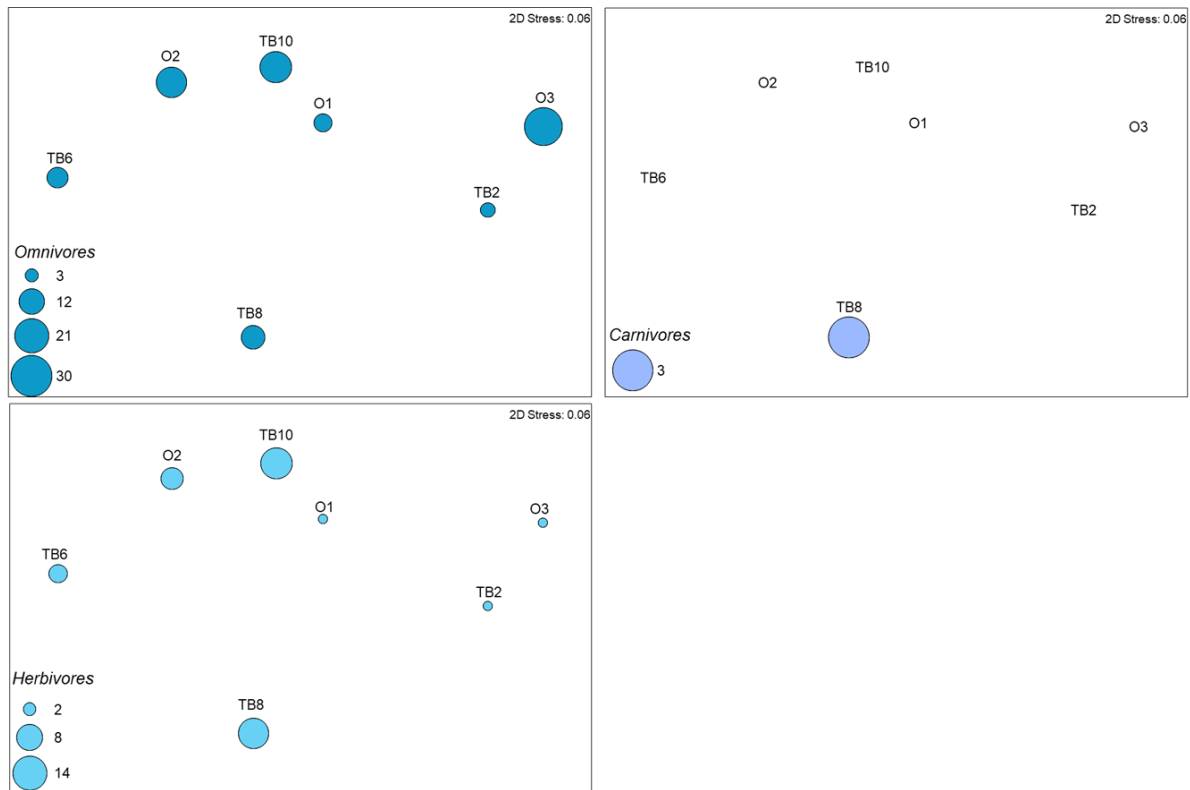 2D Stress: 0.06
TB10
O2
O3
O1
TB6
TB2
Omnivores
3
12
TB8
21
30
2D Stress: 0.06
TB10
O2
O1
O3
TB6
TB2
TB8
Carnivores
3
2D Stress: 0.06
TB10
O2
O1
O3
TB6
TB2
Herbivores
TB8
2
8
14